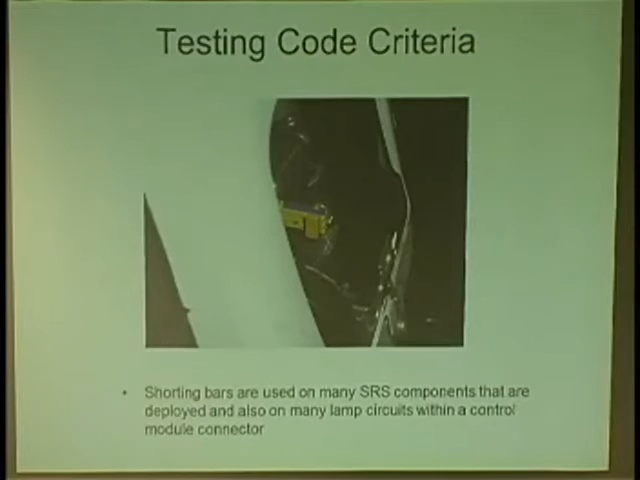 Testing Code Criteria
• Shorting bars are used on many SRS components that are
deployed and also on many lamp circuits within a control
module connector